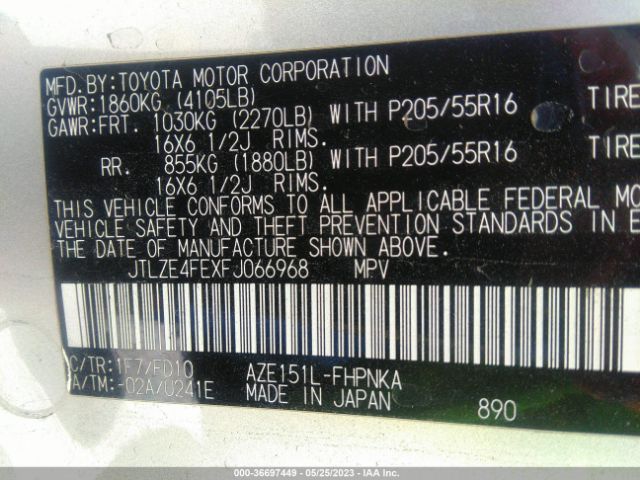 MFD.BY:TOYOTA MOTOR CORPORATION
GVWR:1860KG (4105LB)
GAWR:FRT. 1030KG (2270LB) WITH P205/55R16 TIRE
16X6 1/2J RIMS.
RR. 855KG (1880LB) WITH P205/55R16 TIRE
16X6 1/2J RIMS.
THIS VEHICLE CONFORMS TO ALL APPLICABLE FEDERAL MO
VEHICLE SAFETY AND THEFT PREVENTION STANDARDS IN E
THE DATE OF MANUFACTURE SHOWN ABOVE.
JTLZE4FEXFJ066968 MPV
C/TR:1F7/FD10 AZE151L-FHPNKA
A/TM:-02A/U241E MADE IN JAPAN 890
000-36697449 - 05/25/2023 - IAA Inc.